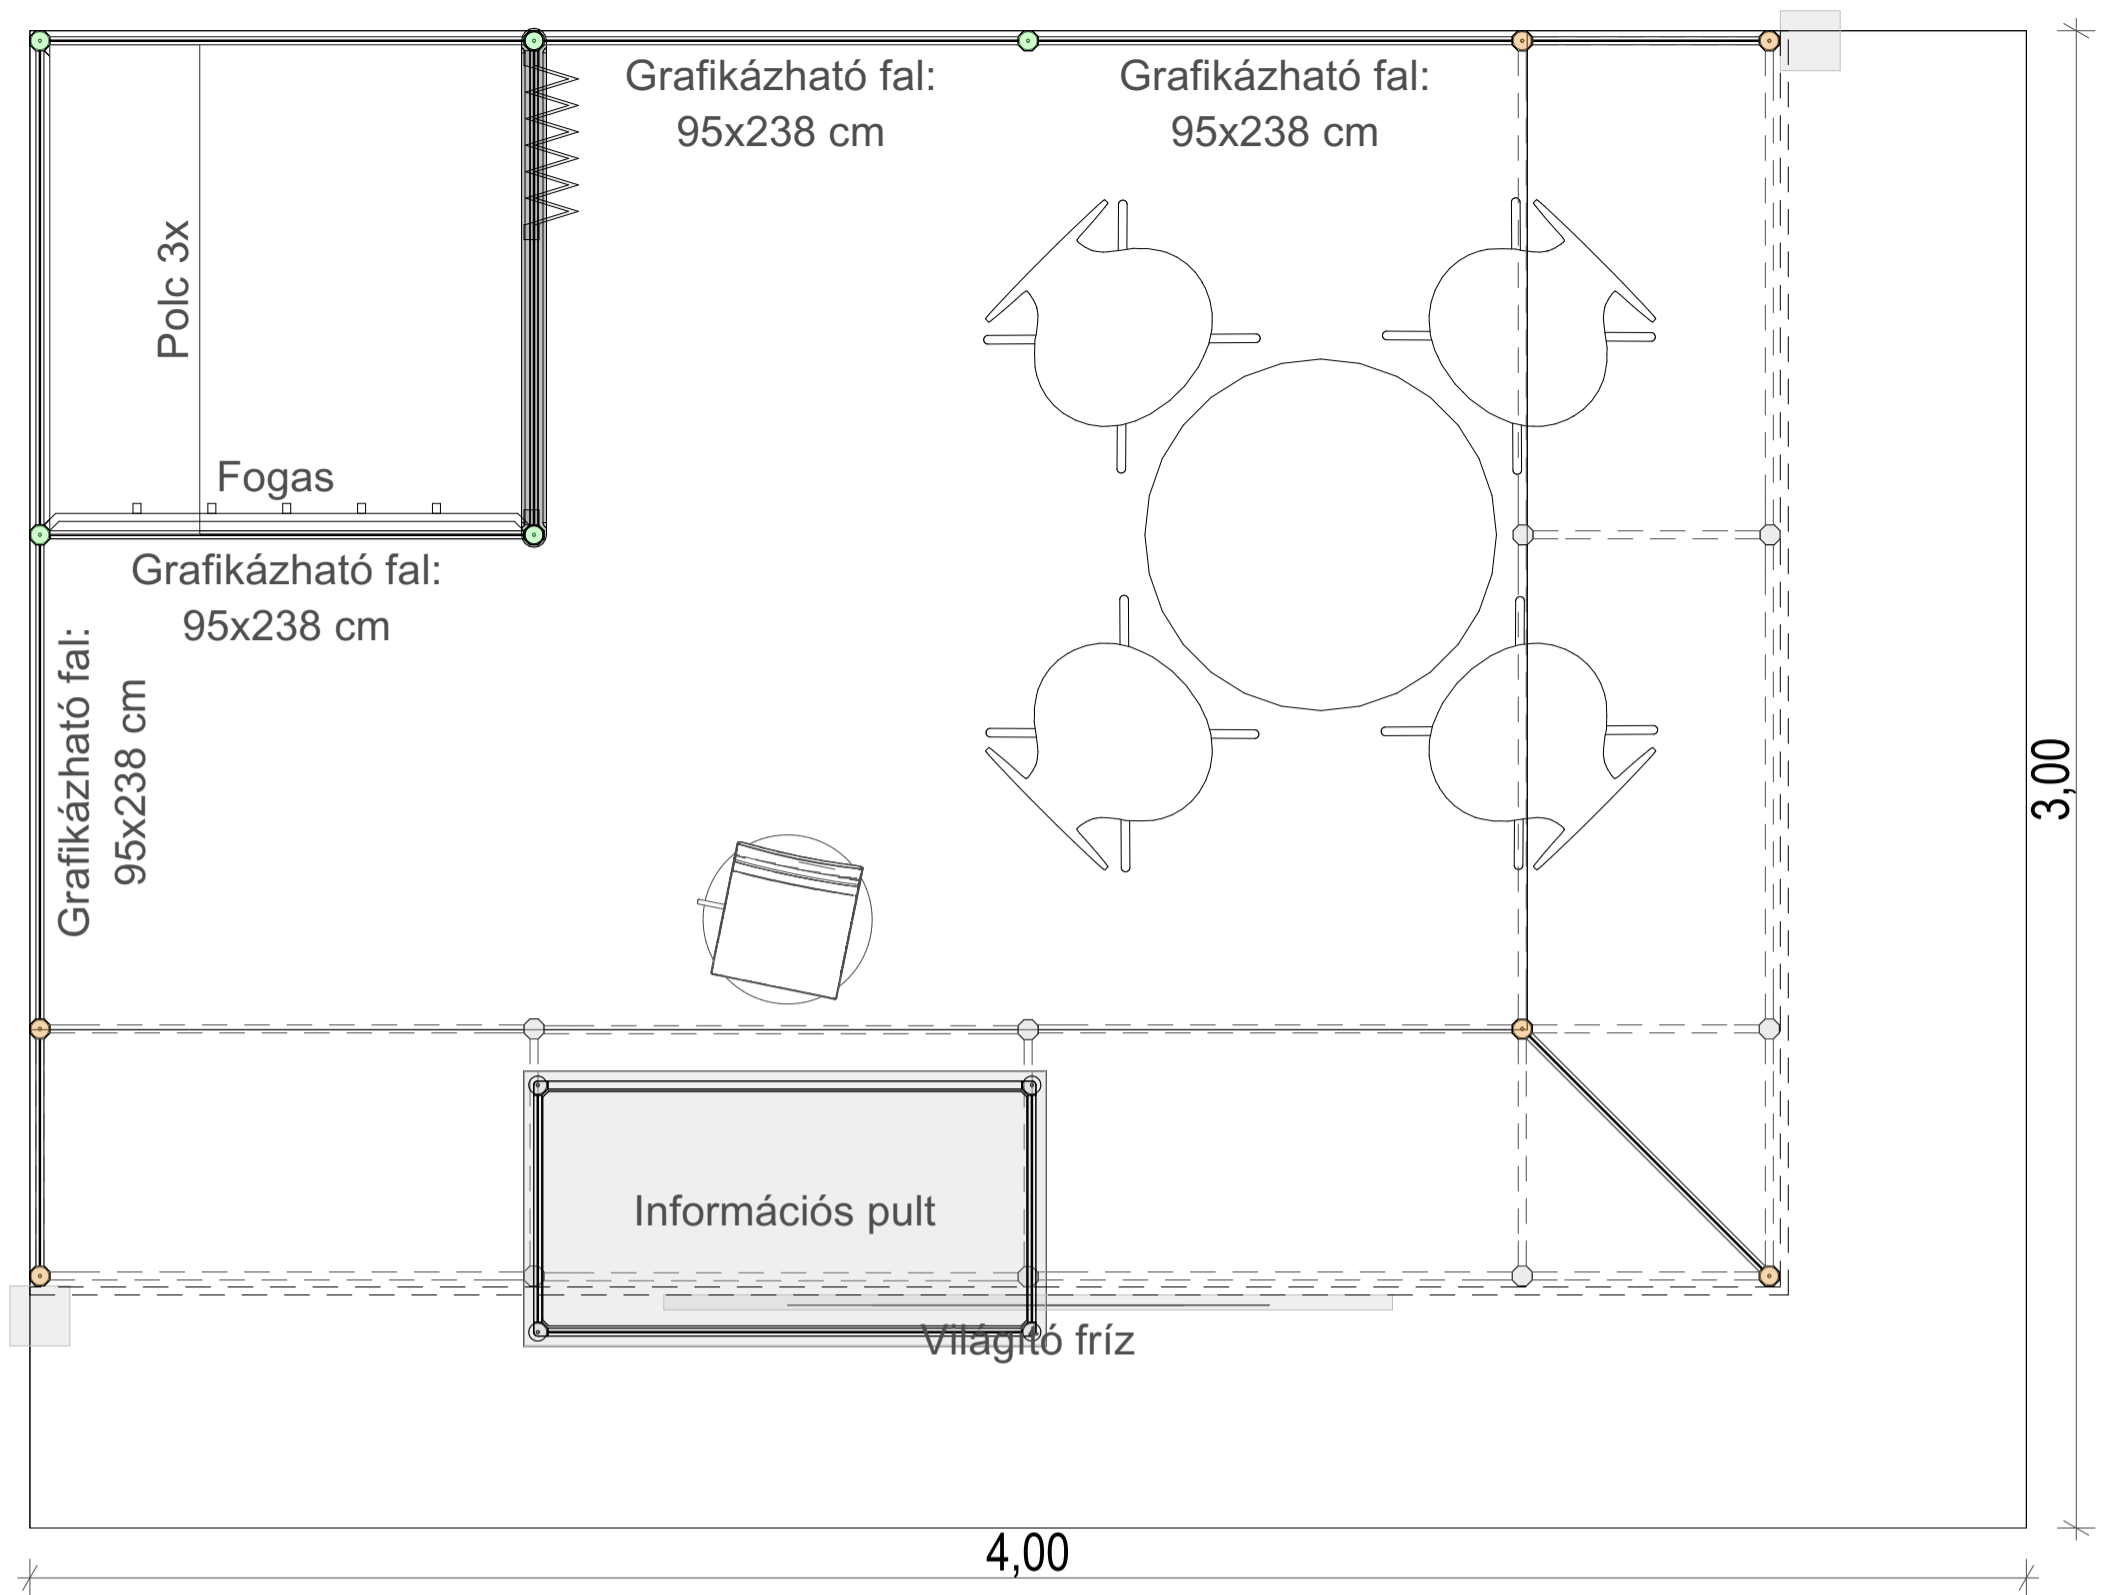 Grafikázható fal:
95x238 cm
Grafikázható fal:
95x238 cm
Polc 3x
Fogas
Grafikázható fal:
95x238 cm
Grafikázható fal:
95x238 cm
3,00
Információs pult
Világító fríz
4,00